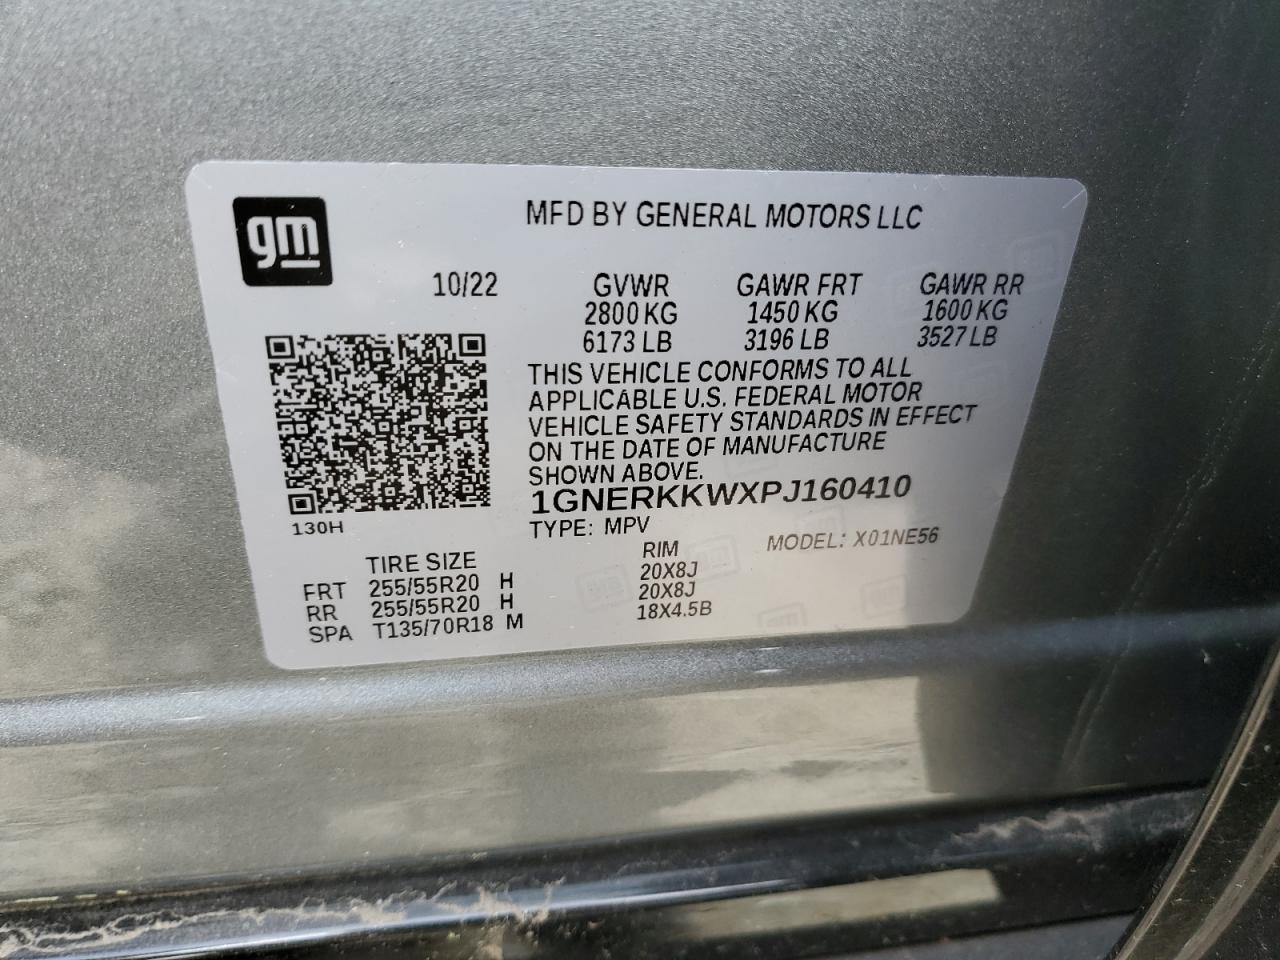 gm
MFD BY GENERAL MOTORS LLC
10/22 GVWR GAWR FRT GAWR RR
2800 KG 1450 KG 1600 KG
6173 LB 3196 LB 3527 LB
THIS VEHICLE CONFORMS TO ALL
APPLICABLE U.S. FEDERAL MOTOR
VEHICLE SAFETY STANDARDS IN EFFECT
ON THE DATE OF MANUFACTURE
SHOWN ABOVE.
1GNERKKWXPJ160410
130H
TYPE: MPV MODEL: X01NE56
TIRE SIZE RIM
FRT 255/55R20 H 20X8J
RR 255/55R20 H 20X8J
SPA T135/70R18 M 18X4.5B